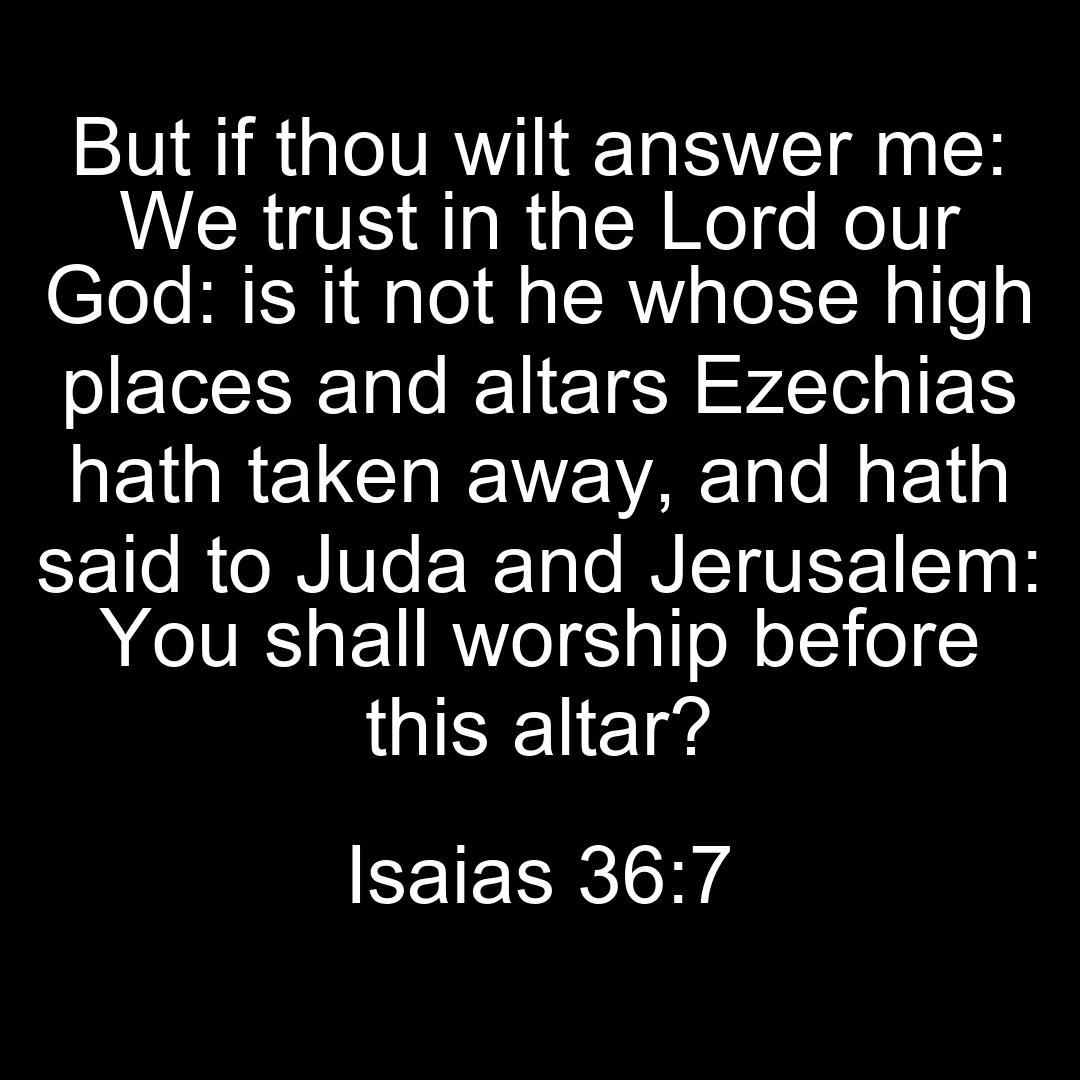 But if thou wilt answer me:
We trust in the Lord our
God: is it not he whose high
places and altars Ezechias
hath taken away, and hath
said to Juda and Jerusalem:
You shall worship before
this altar?
Isaias 36:7